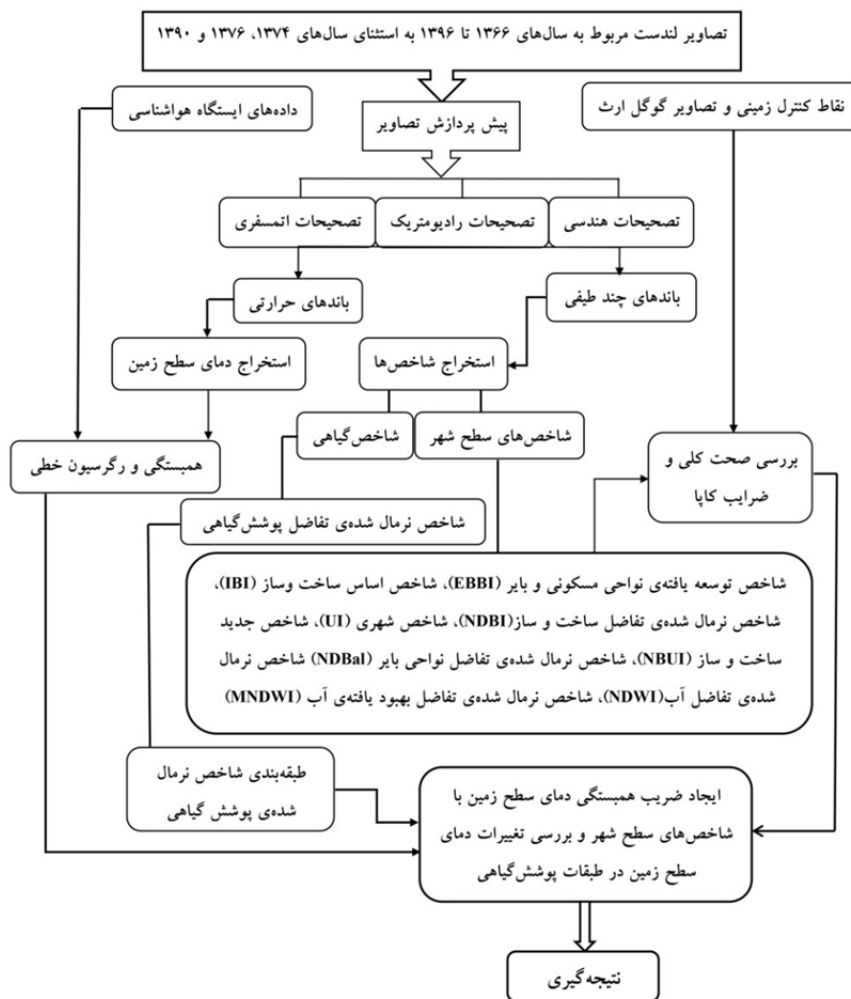 تصاویر لندست مربوط به سال‌های ۱۳۶۶ تا ۱۳۹۶ به استثنای سال‌های ۱۳۷۴، ۱۳۷۶ و ۱۳۹۰
نقاط کنترل زمینی و تصاویر گوگل ارث
داده‌های ایستگاه هواشناسی
پیش پردازش تصاویر
تصحیحات هندسی
تصحیحات رادیومتریک
تصحیحات اتمسفری
باندهای چند طیفی
باندهای حرارتی
استخراج شاخص‌ها
استخراج دمای سطح زمین
شاخص‌های سطح شهر
شاخص‌گیاهی
بررسی صحت کلی و
ضرایب کاپا
همبستگی و رگرسیون خطی
شاخص نرمال شده‌ی تفاضل پوشش‌گیاهی
شاخص توسعه یافته‌ی نواحی مسکونی و بایر (EBBI)، شاخص اساس ساخت وساز (IBI)،
شاخص نرمال شده‌ی تفاضل ساخت و ساز(NDBI)، شاخص شهری (UI)، شاخص جدید
ساخت و ساز (NBUI)، شاخص نرمال شده‌ی تفاضل نواحی بایر (NDBal) شاخص نرمال
شده‌ی تفاضل آب(NDWI)، شاخص نرمال شده‌ی تفاضل بهبود یافته‌ی آب (MNDWI)
طبقه‌بندی شاخص نرمال
شده‌ی پوشش گیاهی
ایجاد ضریب همبستگی دمای سطح زمین با
شاخص‌های سطح شهر و بررسی تغییرات دمای
سطح زمین در طبقات پوشش‌گیاهی
نتیجه‌گیری